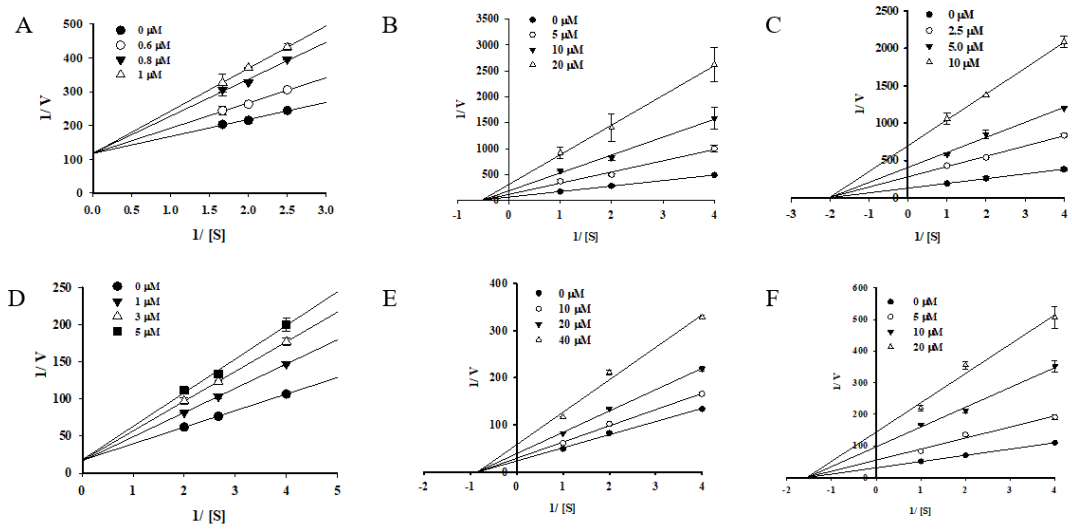 A
500
400
300
200
100
0
1/ V
0 µM
0.6 µM
0.8 µM
1 µM
0.0 0.5 1.0 1.5 2.0 2.5 3.0
1/ [S]
B
3500
3000
2500
2000
1500
1000
500
0
1/ V
0 µM
5 µM
10 µM
20 µM
-1 0 1 2 3 4
1/ [S]
C
2500
2000
1500
1000
500
0
1/ V
0 µM
2.5 µM
5.0 µM
10 µM
-3 -2 -1 0 1 2 3 4
1/ [S]
D
250
200
150
100
50
0
1/ V
0 µM
1 µM
3 µM
5 µM
0 1 2 3 4 5
1/ [S]
E
400
300
200
100
0
1/ V
0 µM
10 µM
20 µM
40 µM
-2 -1 0 1 2 3 4
1/ [S]
F
600
500
400
300
200
100
0
1/ V
0 µM
5 µM
10 µM
20 µM
-2 -1 0 1 2 3 4
1/ [S]